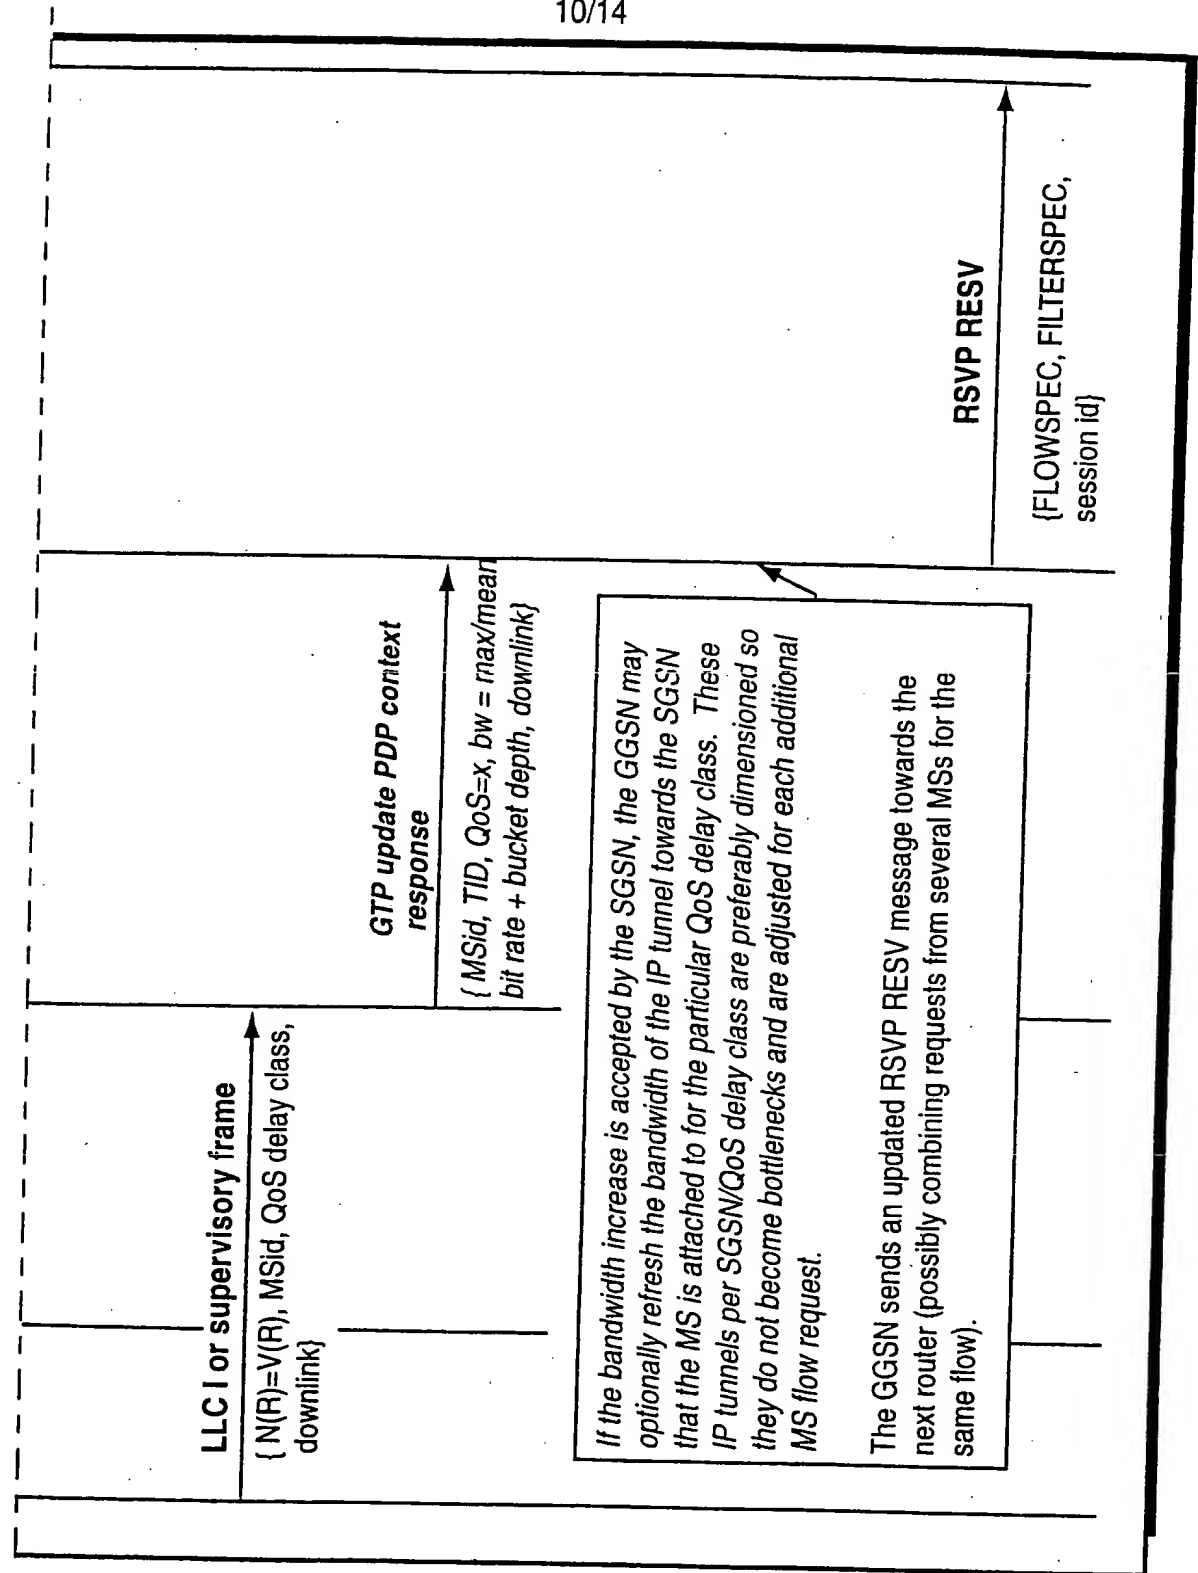 10/14
LLC I or supervisory frame
{ N(R)= V(R), MSid, QoS delay class,
downlink}
GTP update PDP context
response
{ MSid, TID, QoS=x, bw = max/mean
bit rate + bucket depth, downlink}
If the bandwidth increase is accepted by the SGSN, the GGSN may
optionally refresh the bandwidth of the IP tunnel towards the SGSN
that the MS is attached to for the particular QoS delay class. These
IP tunnels per SGSN/QoS delay class are preferably dimensioned so
they do not become bottlenecks and are adjusted for each additional
MS flow request.
The GGSN sends an updated RSVP RESV message towards the
next router (possibly combining requests from several MSs for the
same flow).
RSVP RESV
{FLOWSPEC, FILTERSPEC,
session id}